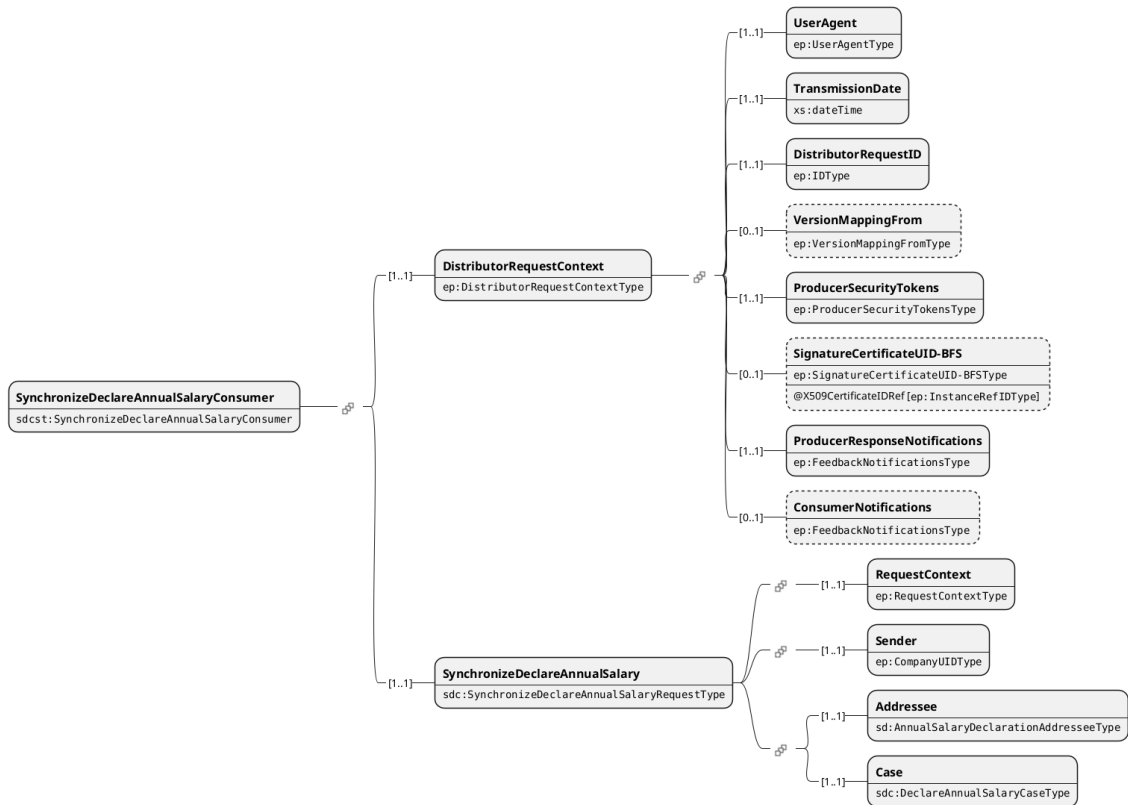 SynchronizeDeclareAnnualSalaryConsumer
sdcst:SynchronizeDeclareAnnualSalaryConsumer
[1..1]
DistributorRequestContext
ep:DistributorRequestContextType
[1..1]
UserAgent
ep:UserAgentType
[1..1]
TransmissionDate
xs:dateTime
[1..1]
DistributorRequestID
ep:IDType
[0..1]
VersionMappingFrom
ep:VersionMappingFromType
[1..1]
ProducerSecurityTokens
ep:ProducerSecurityTokensType
[0..1]
SignatureCertificateUID-BFS
ep:SignatureCertificateUID-BFSType
@X509CertificateIDRef [ep:InstanceRefIDType]
[1..1]
ProducerResponseNotifications
ep:FeedbackNotificationsType
[0..1]
ConsumerNotifications
ep:FeedbackNotificationsType
[1..1]
SynchronizeDeclareAnnualSalary
sdc:SynchronizeDeclareAnnualSalaryRequestType
[1..1]
RequestContext
ep:RequestContextType
[1..1]
Sender
ep:CompanyUIDType
[1..1]
Addressee
sd:AnnualSalaryDeclarationAddresseeType
[1..1]
Case
sdc:DeclareAnnualSalaryCaseType